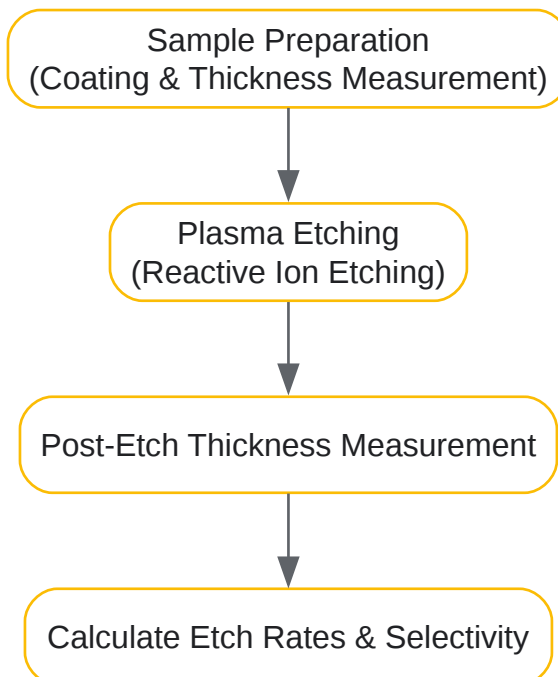 Sample Preparation
(Coating & Thickness Measurement)
Plasma Etching
(Reactive Ion Etching)
Post-Etch Thickness Measurement
Calculate Etch Rates & Selectivity